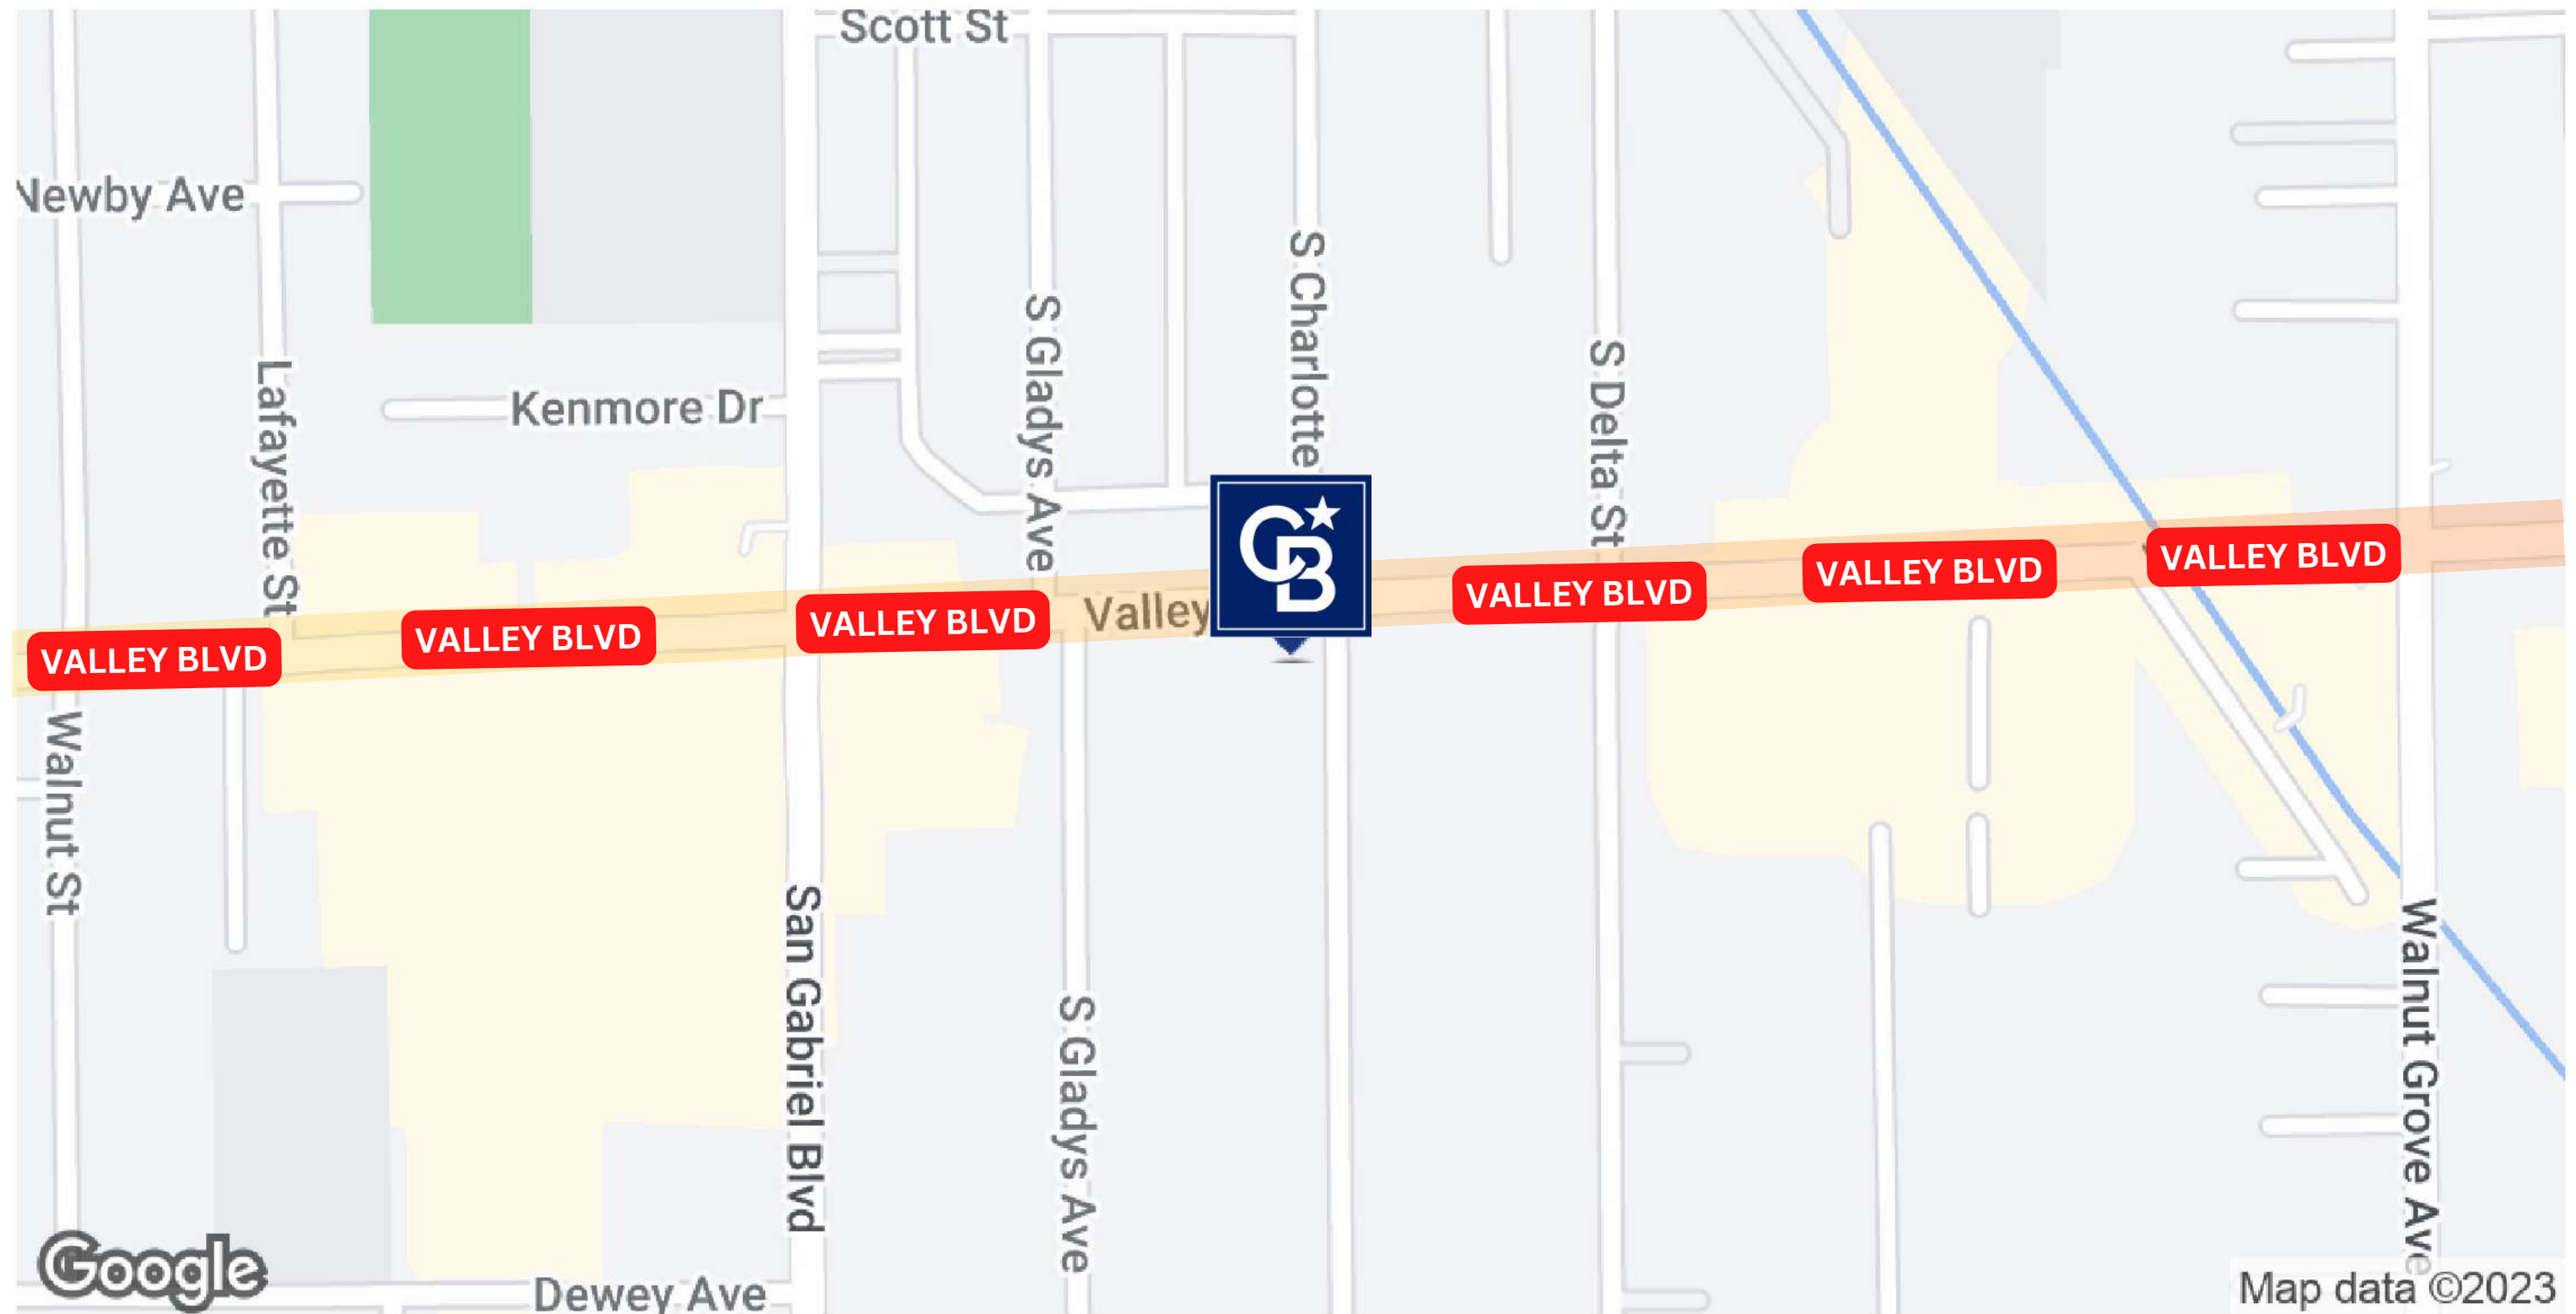 Scott St
Newby Ave
S Charlotte
S Gladys Ave
S Delta St
Lafayette St
Kenmore Dr
CB
VALLEY BLVD
VALLEY BLVD
VALLEY BLVD
Valley
VALLEY BLVD
VALLEY BLVD
VALLEY BLVD
Walnut St
San Gabriel Blvd
S Gladys Ave
Walnut Grove Ave
Google
Dewey Ave
Map data ©2023